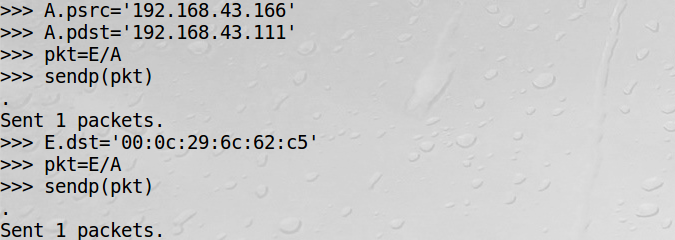 >>> A.psrc='192.168.43.166'
>>> A.pdst='192.168.43.111'
>>> pkt=E/A
>>> sendp(pkt)
.
Sent 1 packets.
>>> E.dst='00:0c:29:6c:62:c5'
>>> pkt=E/A
>>> sendp(pkt)
.
Sent 1 packets.